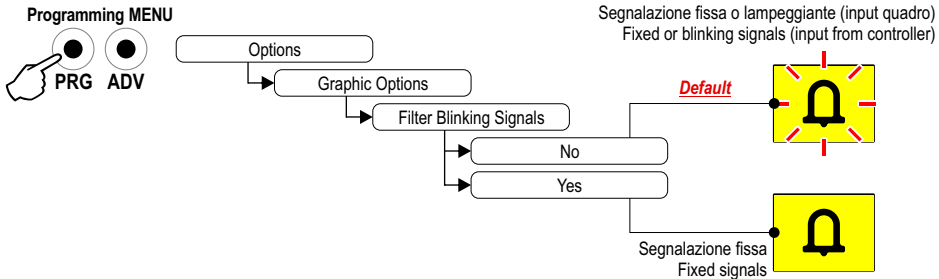 Programming MENU
PRG ADV
Options
Graphic Options
Filter Blinking Signals
No
Yes
Segnalazione fissa o lampeggiante (input quadro)
Fixed or blinking signals (input from controller)
Default
Segnalazione fissa
Fixed signals